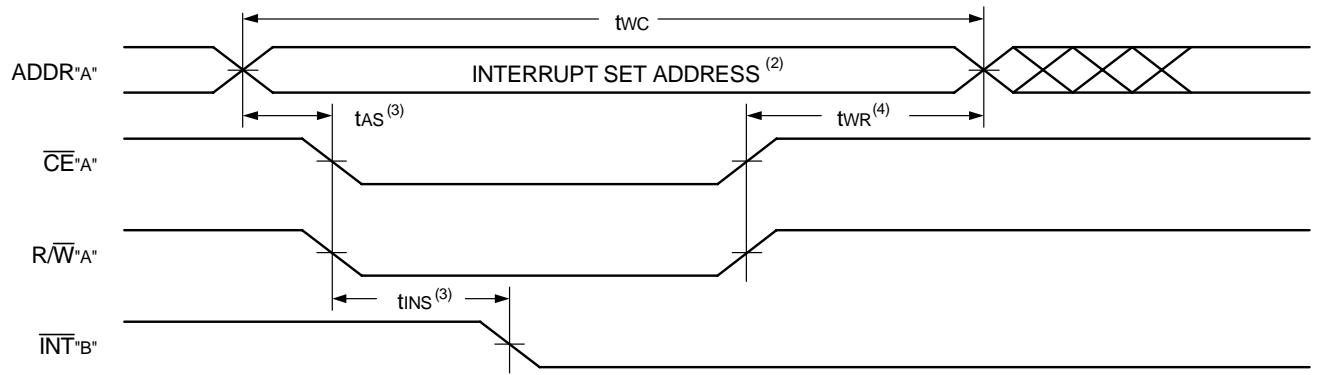 tWC
ADDR"A" INTERRUPT SET ADDRESS (2)
tAS(3) tWR(4)
CE"A"
R/W"A"
tINS(3)
INT"B"